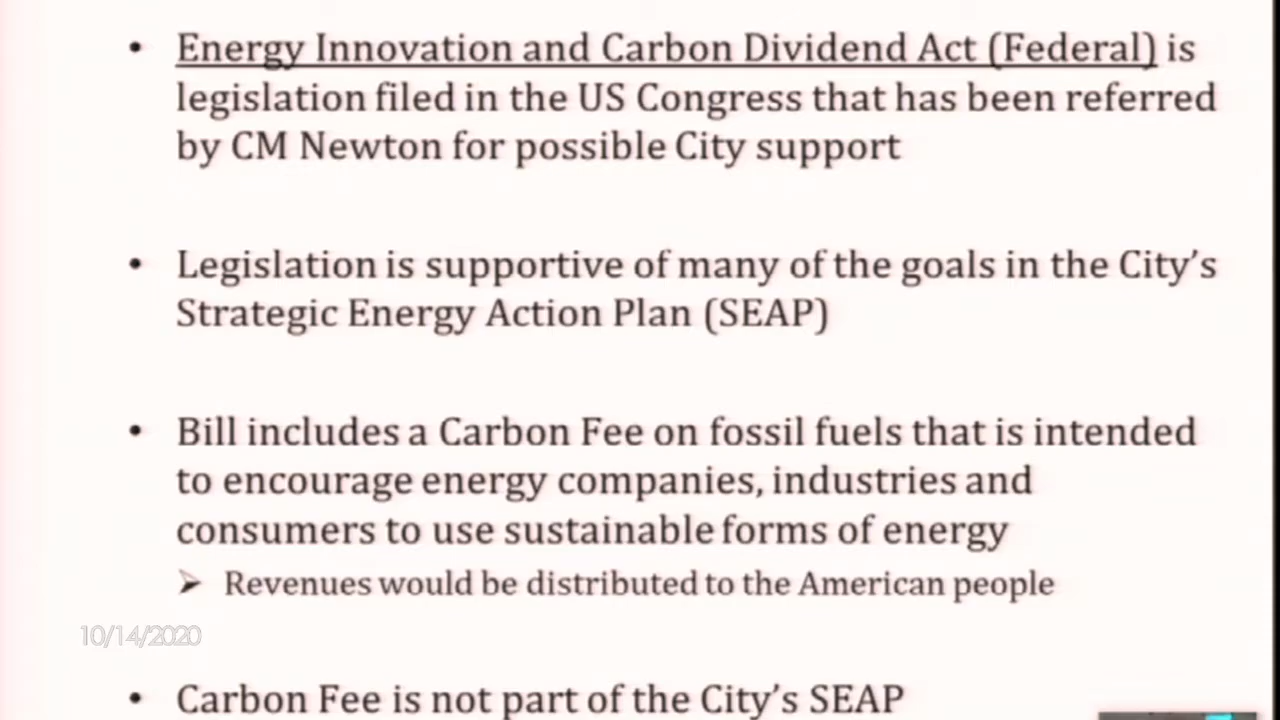 • Energy Innovation and Carbon Dividend Act (Federal) is
legislation filed in the US Congress that has been referred
by CM Newton for possible City support
• Legislation is supportive of many of the goals in the City’s
Strategic Energy Action Plan (SEAP)
• Bill includes a Carbon Fee on fossil fuels that is intended
to encourage energy companies, industries and
consumers to use sustainable forms of energy
➢ Revenues would be distributed to the American people
10/14/2020
• Carbon Fee is not part of the City’s SEAP